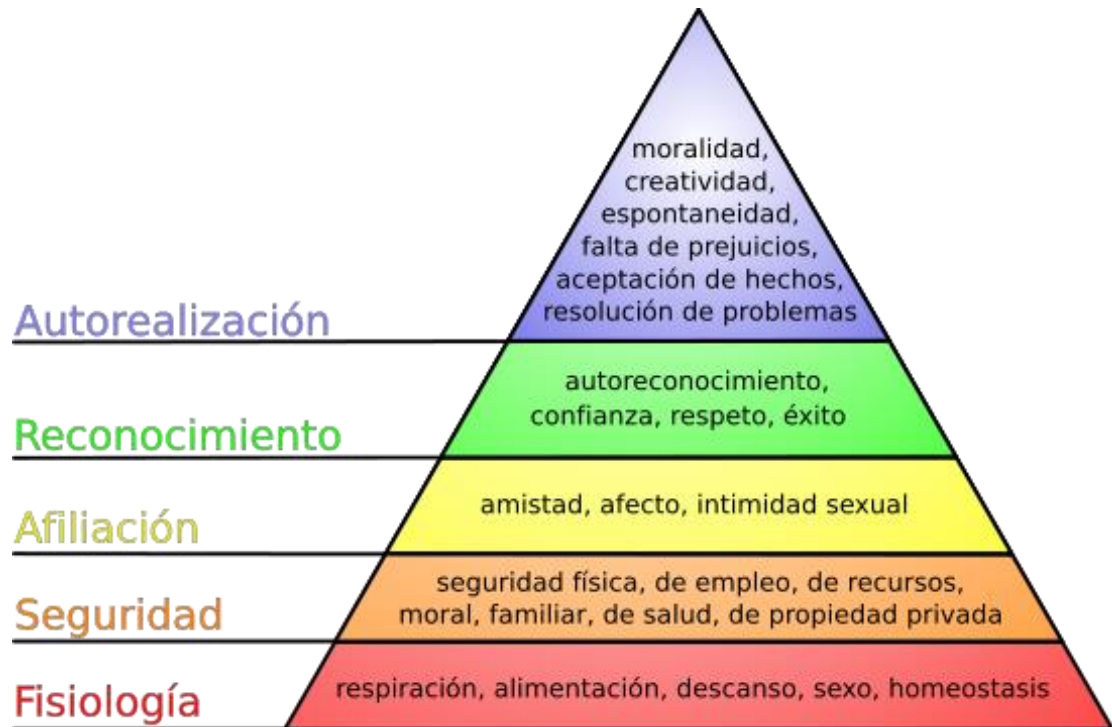 moralidad,
creatividad,
espontaneidad,
falta de prejuicios,
aceptación de hechos,
resolución de problemas
Autorealización
autoreconocimiento,
confianza, respeto, éxito
Reconocimiento
amistad, afecto, intimidad sexual
Afiliación
seguridad física, de empleo, de recursos,
moral, familiar, de salud, de propiedad privada
Seguridad
respiración, alimentación, descanso, sexo, homeostasis
Fisiología